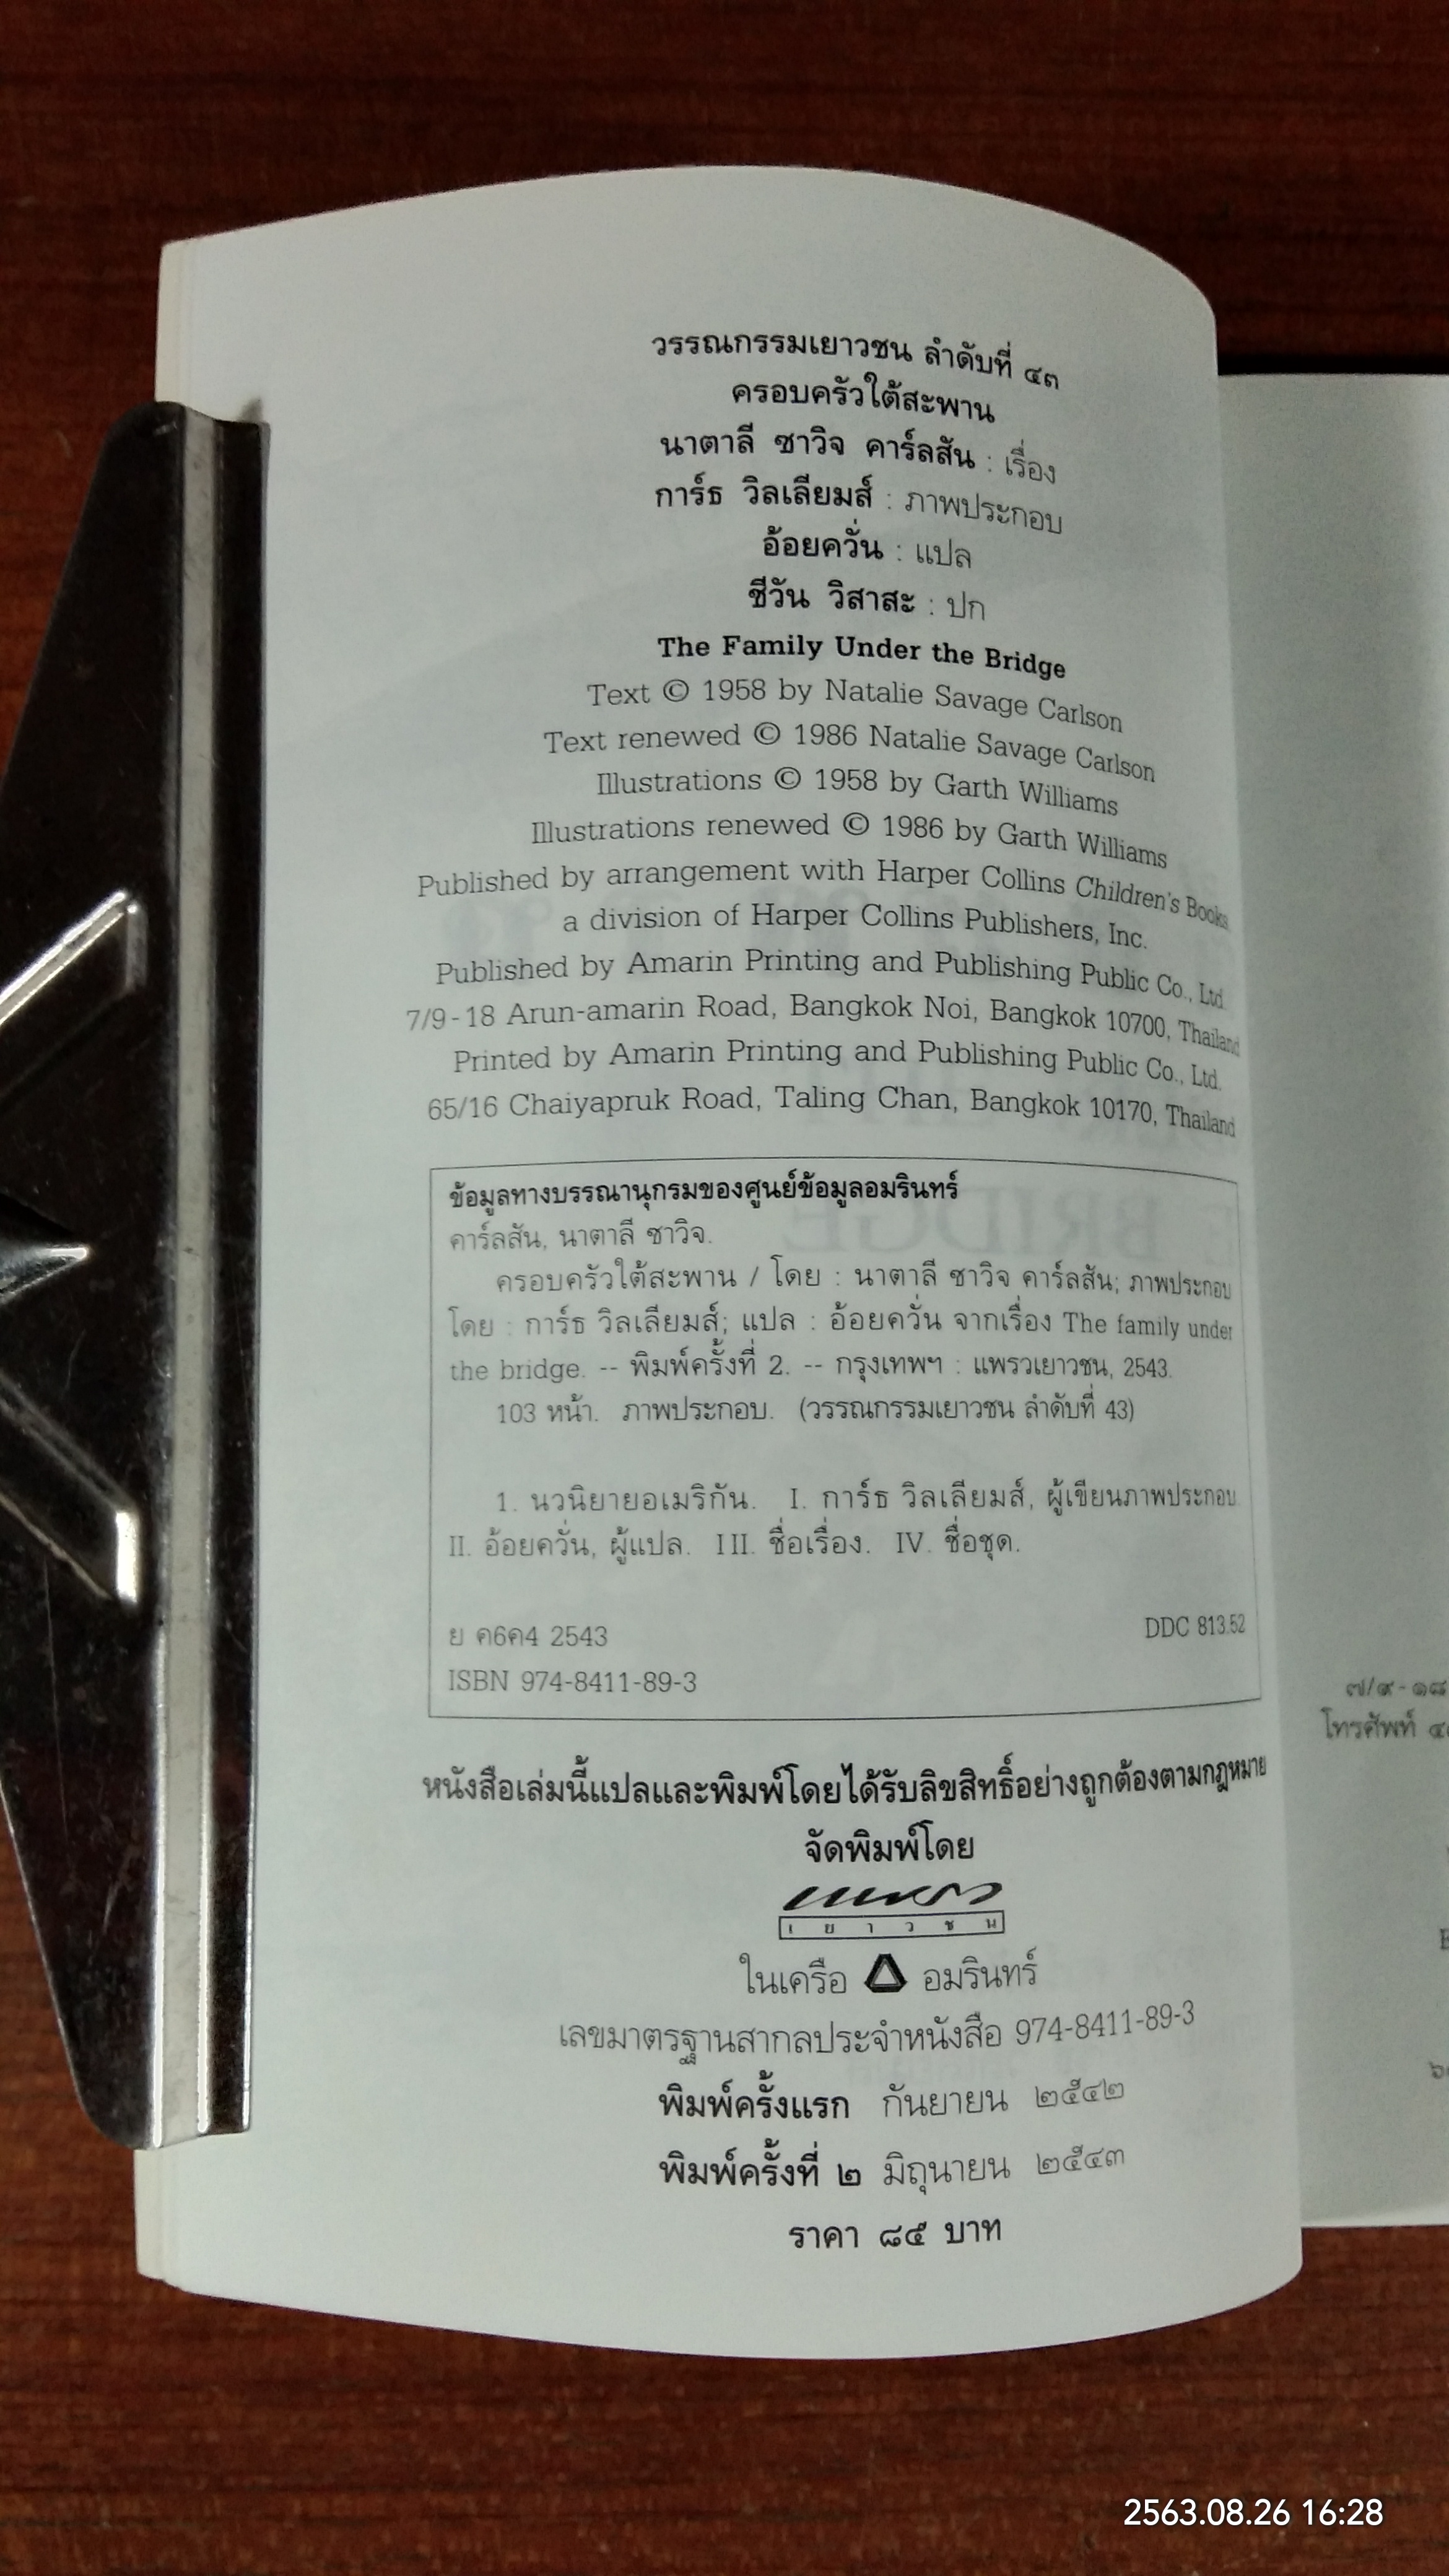 วรรณกรรมเยาวชน ลำดับที่ ๔๓
ครอบครัวใต้สะพาน
นาตาลี ซาวิจ คาร์ลสัน : เรื่อง
การ์ธ วิลเลียมส์ : ภาพประกอบ
อ้อยควั่น : แปล
ชีวัน วิสาสะ : ปก
The Family Under the Bridge
Text © 1958 by Natalie Savage Carlson
Text renewed © 1986 Natalie Savage Carlson
Illustrations © 1958 by Garth Williams
Illustrations renewed © 1986 by Garth Williams
Published by arrangement with Harper Collins Children's Books
a division of Harper Collins Publishers, Inc.
Published by Amarin Printing and Publishing Public Co., Ltd.
7/9-18 Arun-amarin Road, Bangkok Noi, Bangkok 10700, Thailand
Printed by Amarin Printing and Publishing Public Co., Ltd.
65/16 Chaiyapruk Road, Taling Chan, Bangkok 10170, Thailand
ข้อมูลทางบรรณานุกรมของศูนย์ข้อมูลอมรินทร์
คาร์ลสัน, นาตาลี ซาวิจ.
ครอบครัวใต้สะพาน / โดย : นาตาลี ซาวิจ คาร์ลสัน; ภาพประกอบ
โดย : การ์ธ วิลเลียมส์; แปล : อ้อยควั่น จากเรื่อง The family under
the bridge. -- พิมพ์ครั้งที่ 2. -- กรุงเทพฯ : แพรวเยาวชน, 2543.
103 หน้า. ภาพประกอบ. (วรรณกรรมเยาวชน ลำดับที่ 43)
1. นวนิยายอเมริกัน. I. การ์ธ วิลเลียมส์, ผู้เขียนภาพประกอบ
II. อ้อยควั่น, ผู้แปล. III. ชื่อเรื่อง. IV. ชื่อชุด.
ย ค6ค4 2543 DDC 813.52
ISBN 974-8411-89-3
หนังสือเล่มนี้แปลและพิมพ์โดยได้รับลิขสิทธิ์อย่างถูกต้องตามกฎหมาย
จัดพิมพ์โดย
แพรว
เยาวชน
ในเครือ อมรินทร์
เลขมาตรฐานสากลประจำหนังสือ 974-8411-89-3
พิมพ์ครั้งแรก กันยายน ๒๕๔๒
พิมพ์ครั้งที่ ๒ มิถุนายน ๒๕๔๓
ราคา ๘๕ บาท
๗/๙-๑๘
โทรศัพท์
2563.08.26 16:28